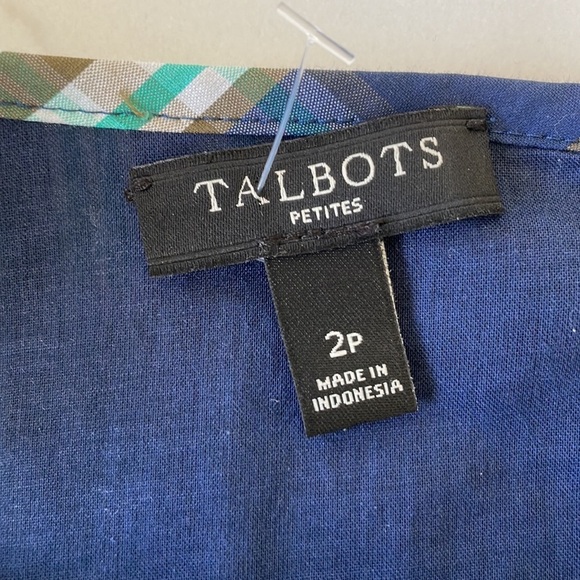 TALBOTS
PETITES
2P
MADE IN
INDONESIA